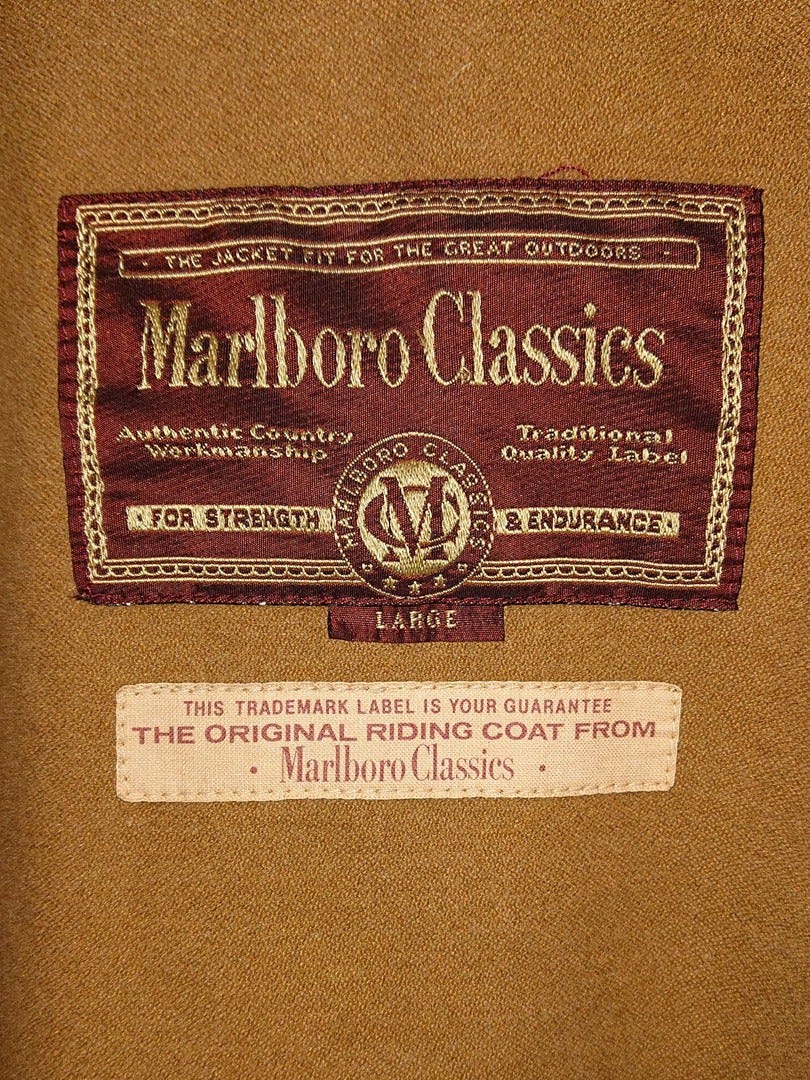 · THE JACKET FIT FOR THE GREAT OUTDOORS ·
Marlboro Classics
Authentic Country
Workmanship
Traditional
Quality Label
MARLBORO CLASSICS
MC
· FOR STRENGTH
& ENDURANCE ·
★ ★ ★
LARGE
THIS TRADEMARK LABEL IS YOUR GUARANTEE
THE ORIGINAL RIDING COAT FROM
· Marlboro Classics ·